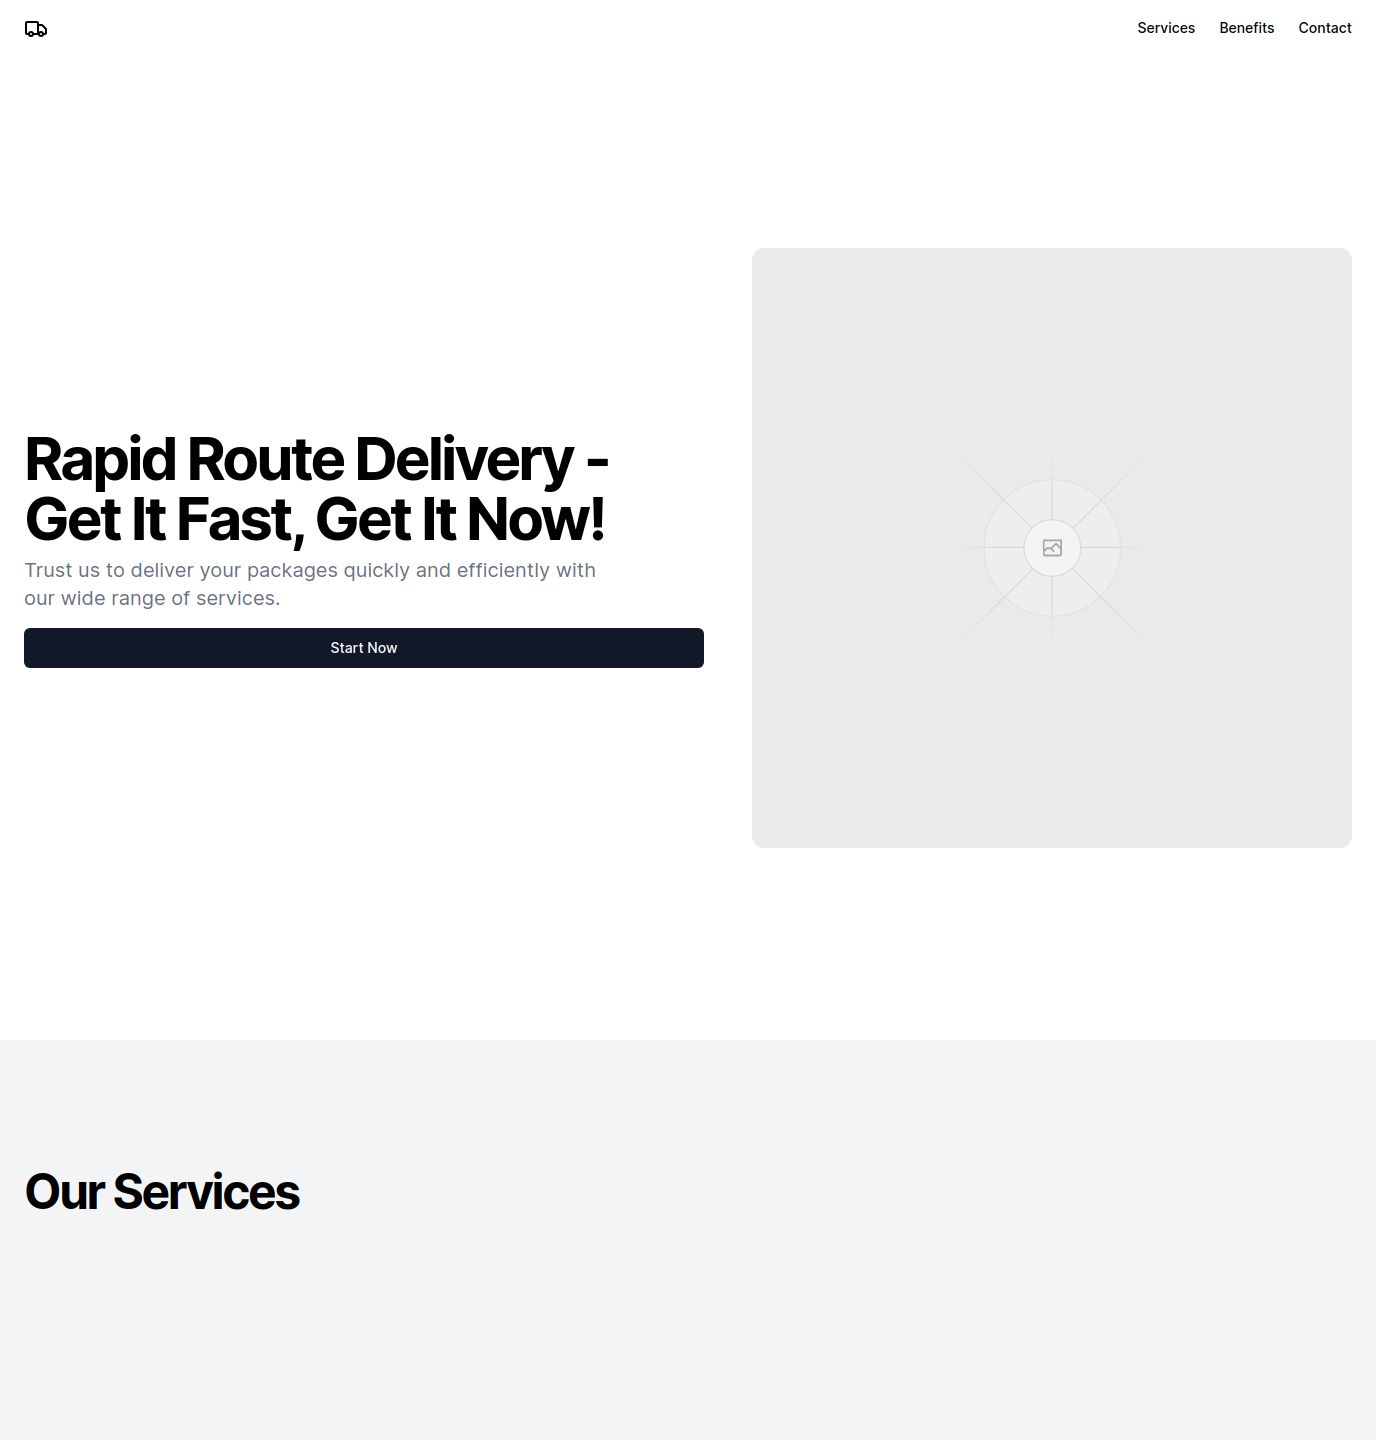 Services Benefits Contact
Rapid Route Delivery -
Get It Fast, Get It Now!
Trust us to deliver your packages quickly and efficiently with
our wide range of services.
Start Now
Our Services